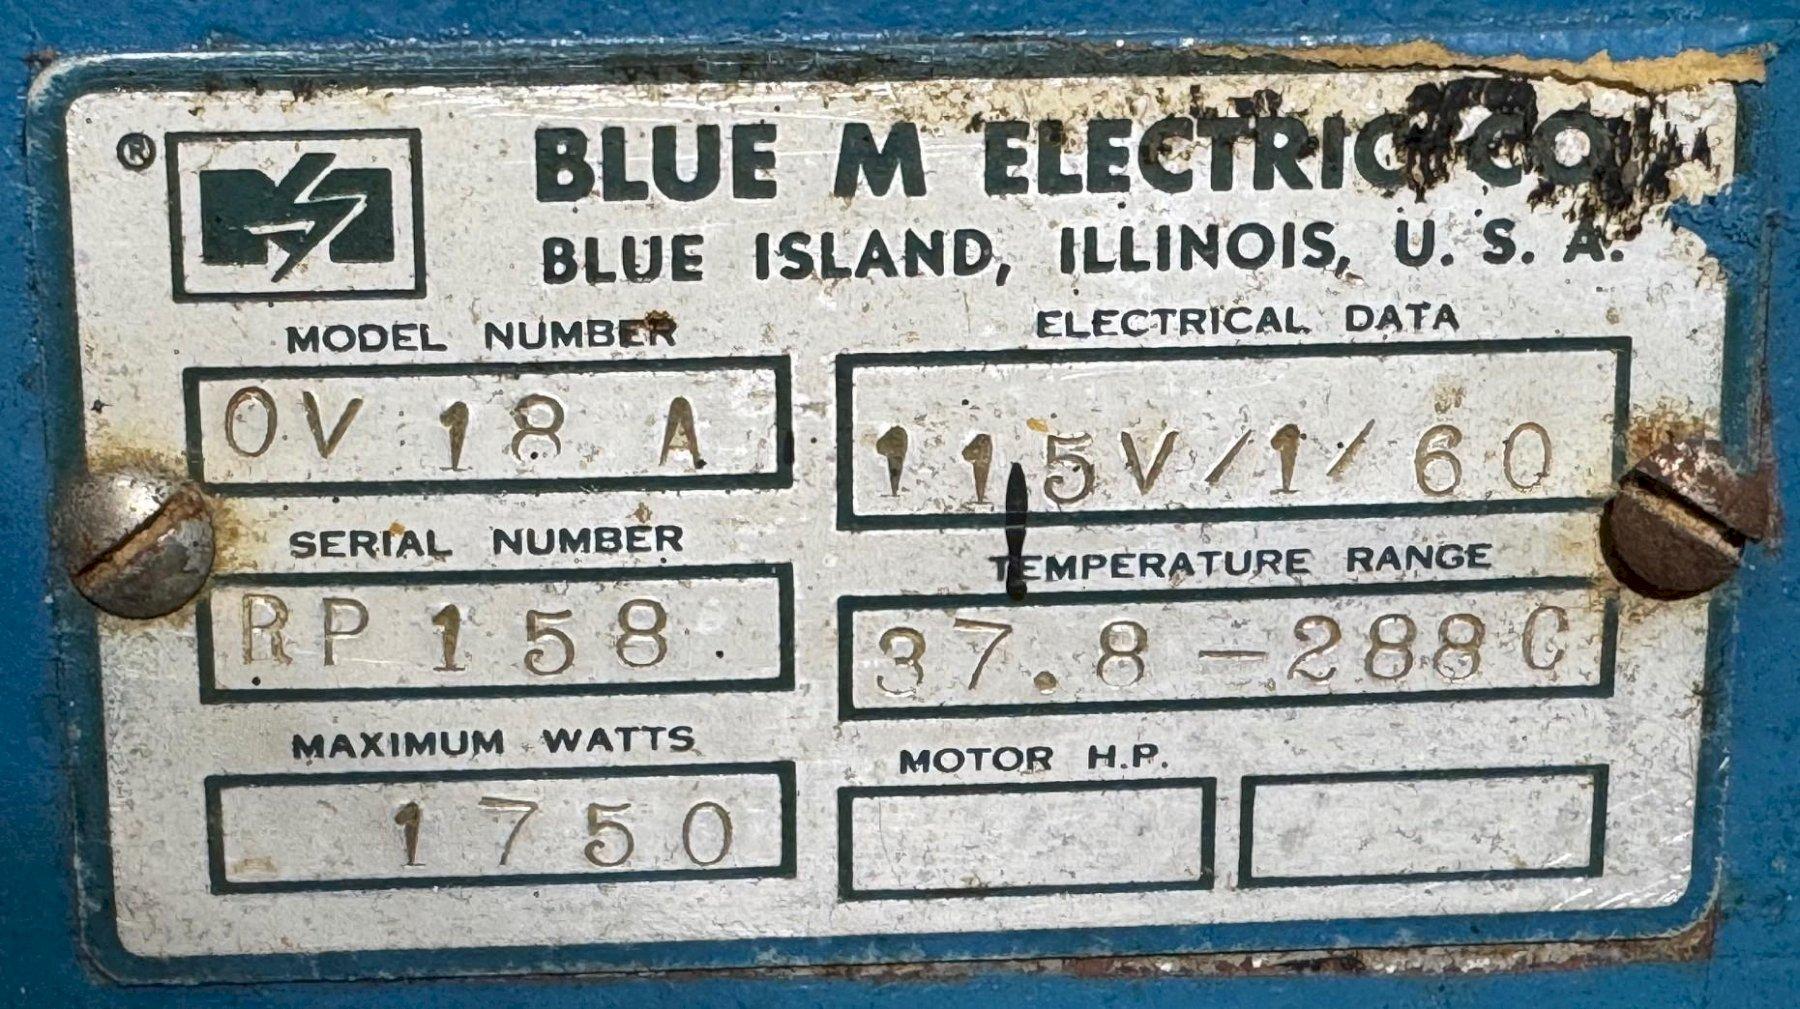 ® BLUE M ELECTRIC CO.
BLUE ISLAND, ILLINOIS, U. S. A.
MODEL NUMBER
OV 18 A
ELECTRICAL DATA
115V/1/60
SERIAL NUMBER
RP 158
TEMPERATURE RANGE
37.8-288C
MAXIMUM WATTS
1750
MOTOR H.P.